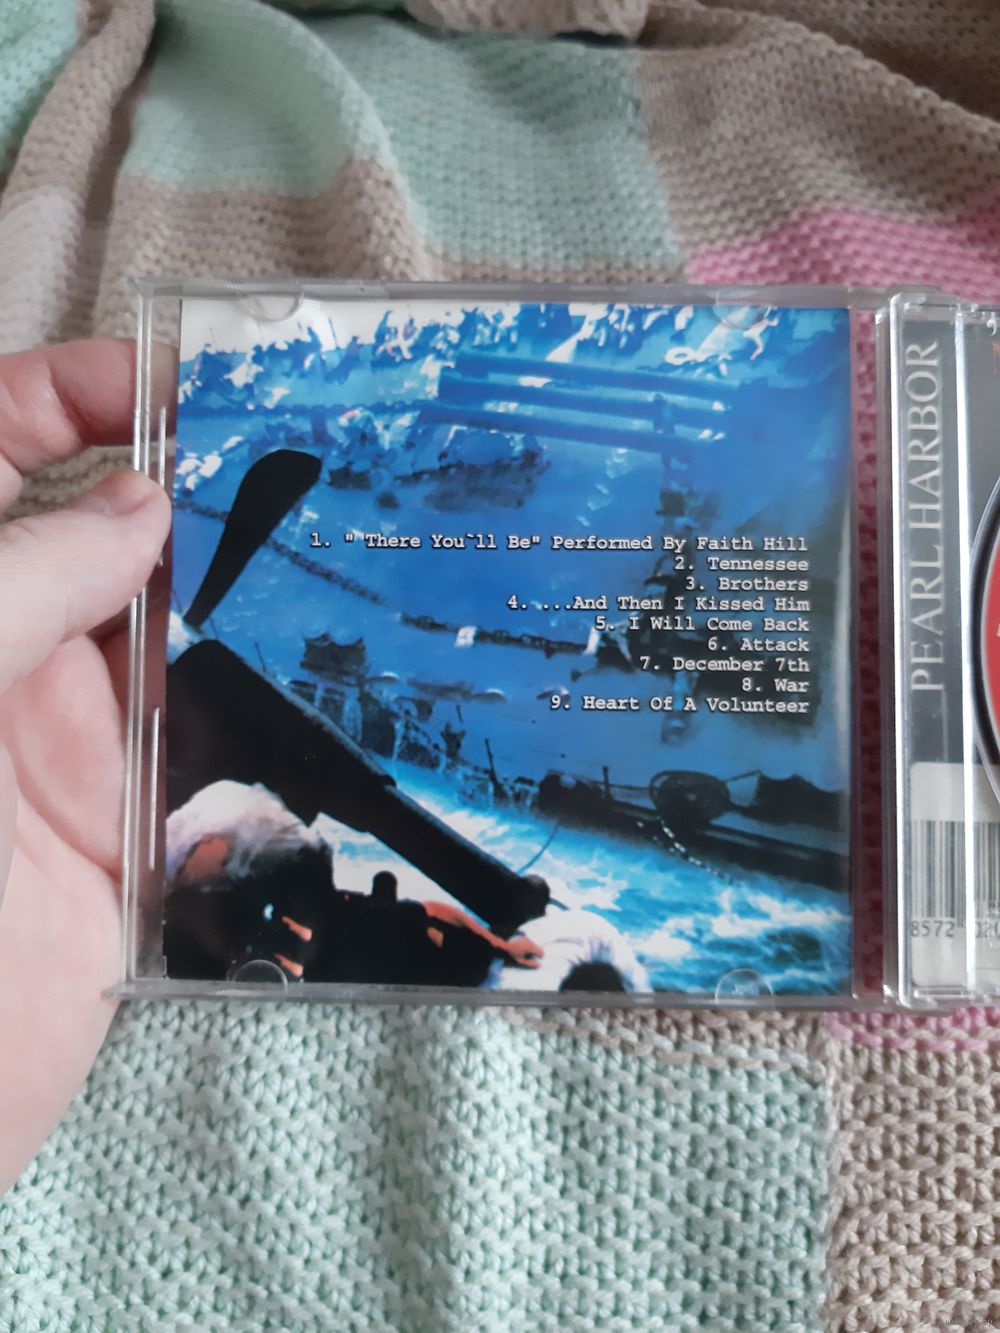 1. " There You`ll Be" Performed By Faith Hill
2. Tennessee
3. Brothers
4. ...And Then I Kissed Him
5. I Will Come Back
6. Attack
7. December 7th
8. War
9. Heart Of A Volunteer
PEARL HARBOR
8572